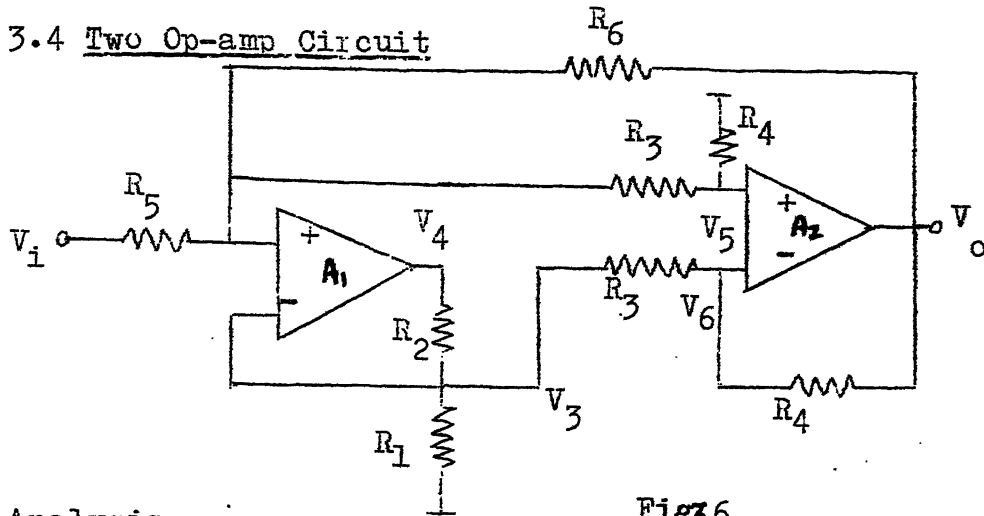 3.4 Two Op-amp Circuit
R6
R3
R4
R5
Vi
+
A1
-
V4
V5
+
A2
-
Vo
R3
V6
R2
V3
R4
R1
Analysis
Fig36